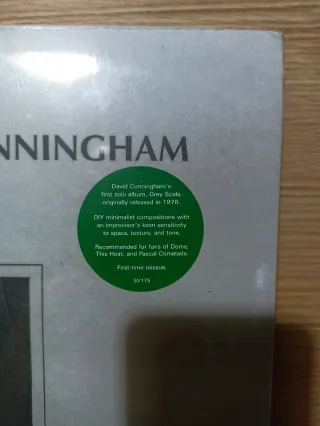 NNINGHAM
David Cunningham's
first solo album, Grey Scale,
originally released in 1976.
DIY minimalist compositions with
an improvisor's keen sensitivity
to space, texture, and tone.
Recommended for fans of Dome,
This Heat, and Pascal Comelade.
First-time reissue.
SV175